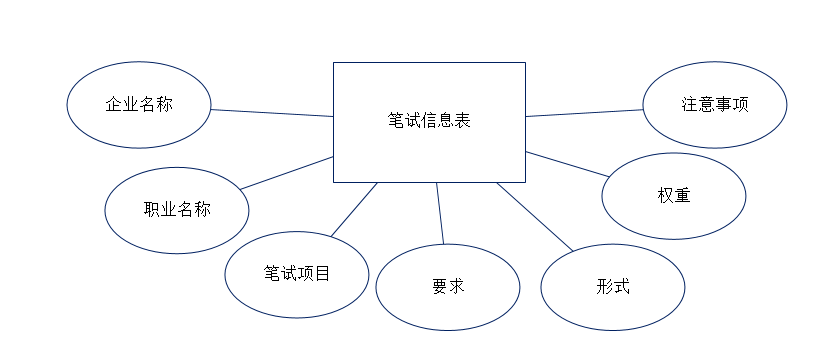 企业名称
笔试信息表
注意事项
职业名称
权重
笔试项目
要求
形式